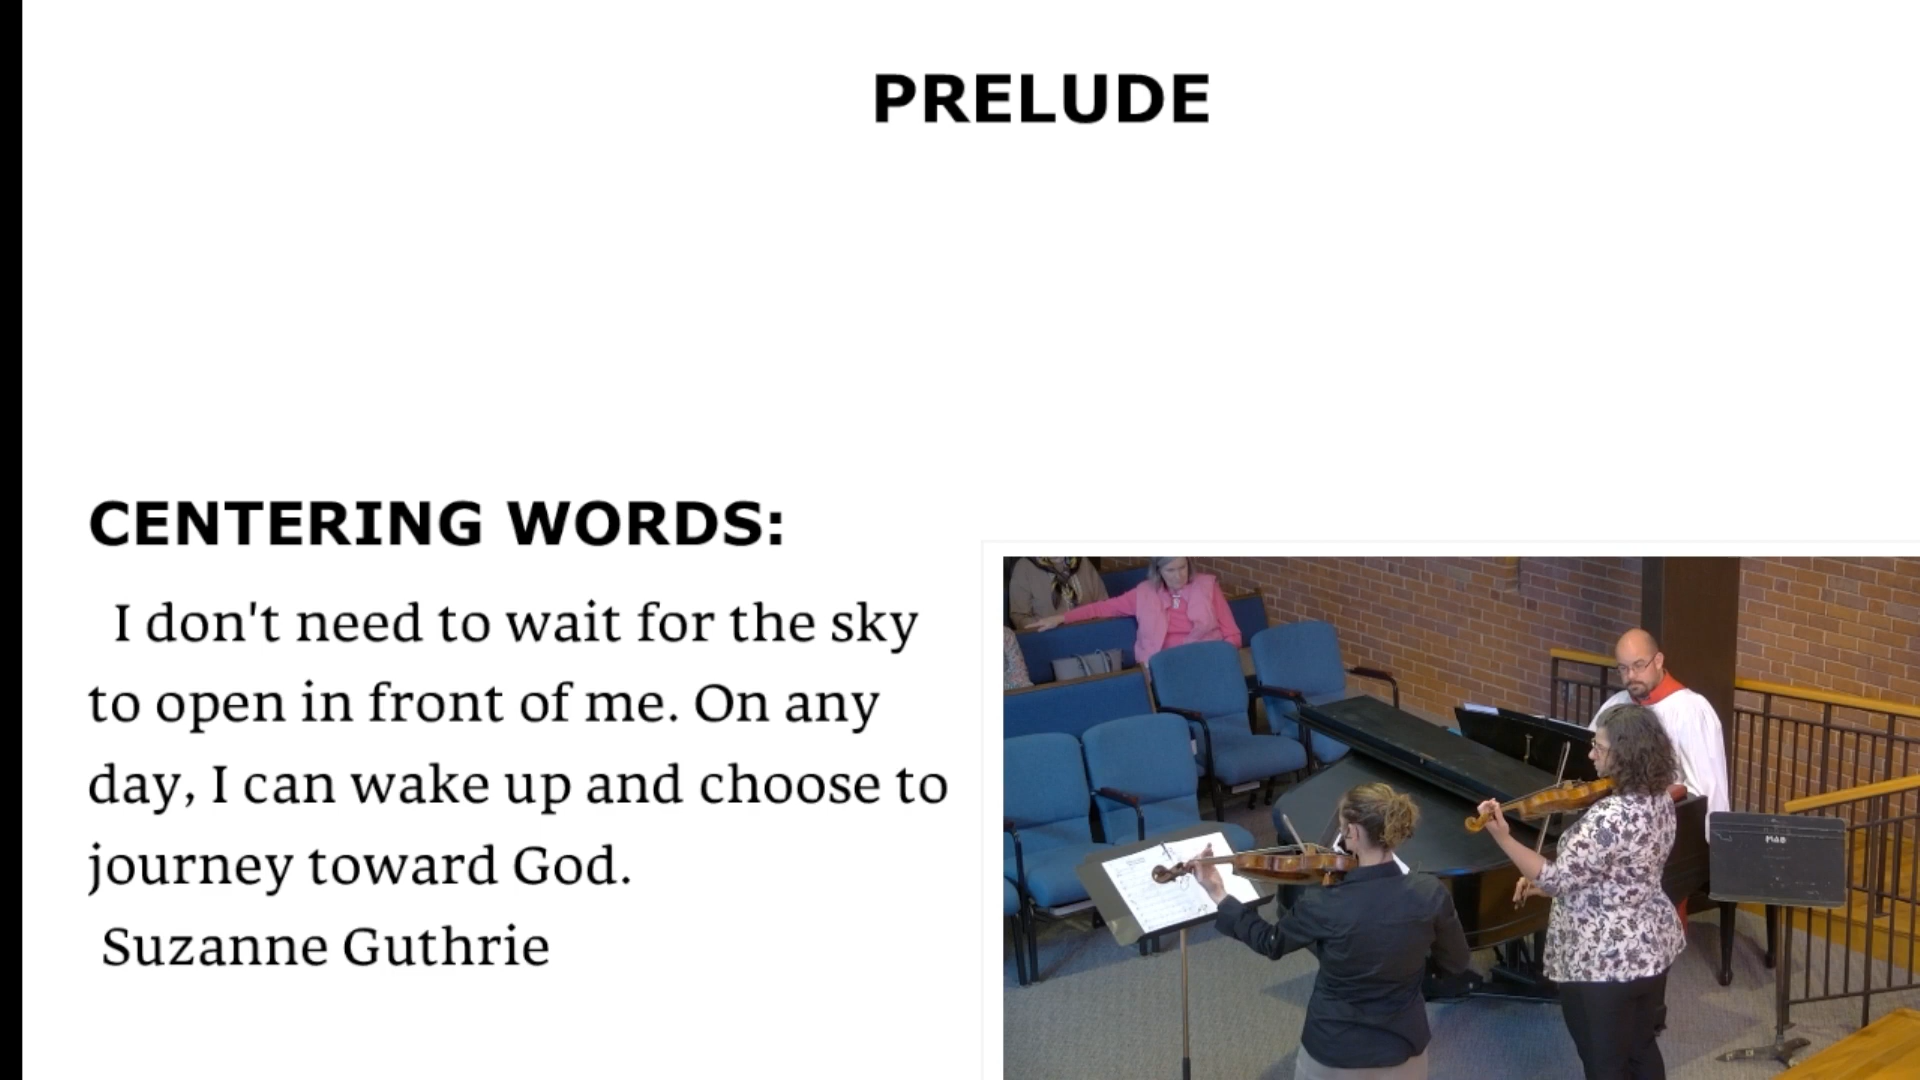 PRELUDE
CENTERING WORDS:
I don't need to wait for the sky
to open in front of me. On any
day, I can wake up and choose to
journey toward God.
Suzanne Guthrie
MAB